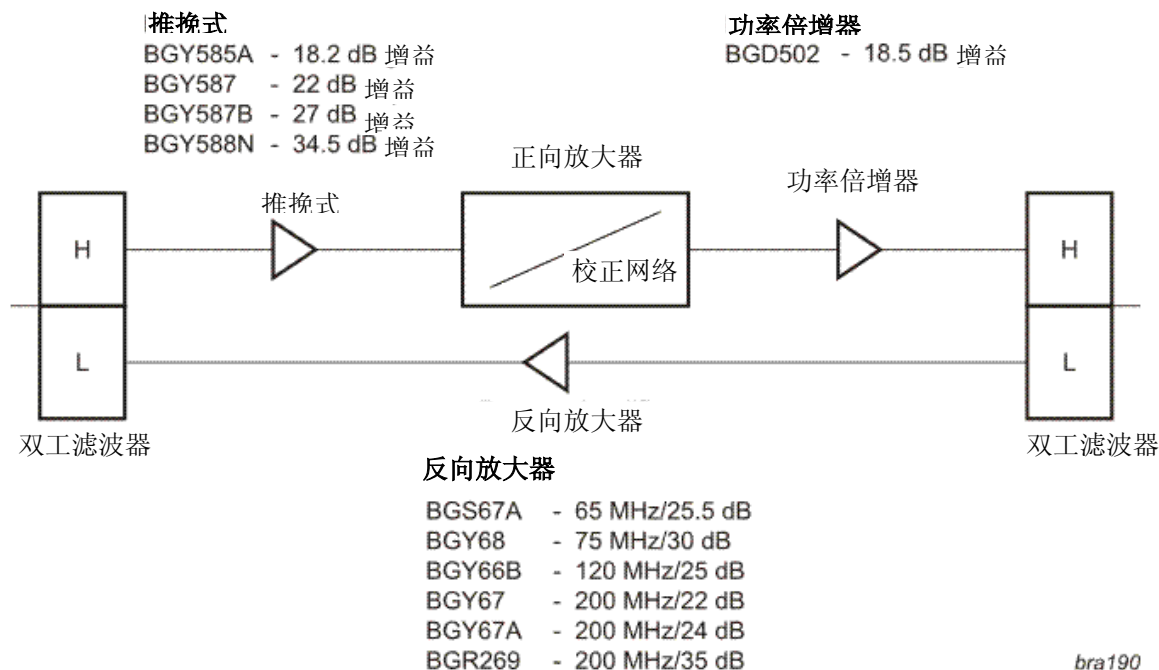 推挽式
BGY585A - 18.2 dB 增益
BGY587 - 22 dB 增益
BGY587B - 27 dB 增益
BGY588N - 34.5 dB 增益
功率倍增器
BGD502 - 18.5 dB 增益
正向放大器
推挽式
功率倍增器
H
校正网络
H
L
L
反向放大器
双工滤波器
双工滤波器
反向放大器
BGS67A - 65 MHz/25.5 dB
BGY68 - 75 MHz/30 dB
BGY66B - 120 MHz/25 dB
BGY67 - 200 MHz/22 dB
BGY67A - 200 MHz/24 dB
BGR269 - 200 MHz/35 dB
bra190